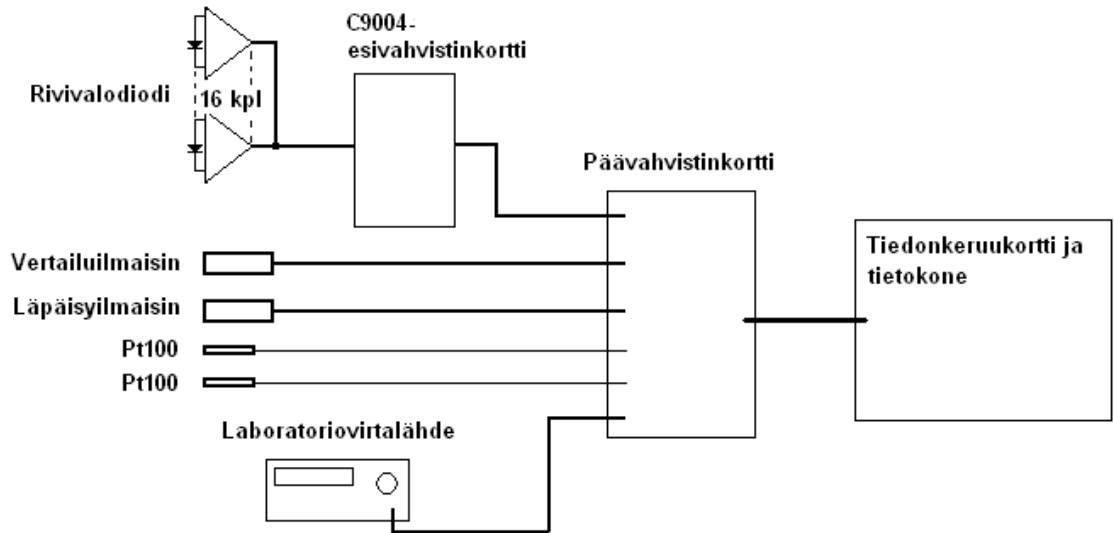 C9004-
esivahvistinkortti
Rivivalodiodi
16 kpl
Päävahvistinkortti
Tiedonkeruukortti ja
tietokone
Vertailuilmaisin
Läpäisyilmaisin
Pt100
Pt100
Laboratoriovirtalähde